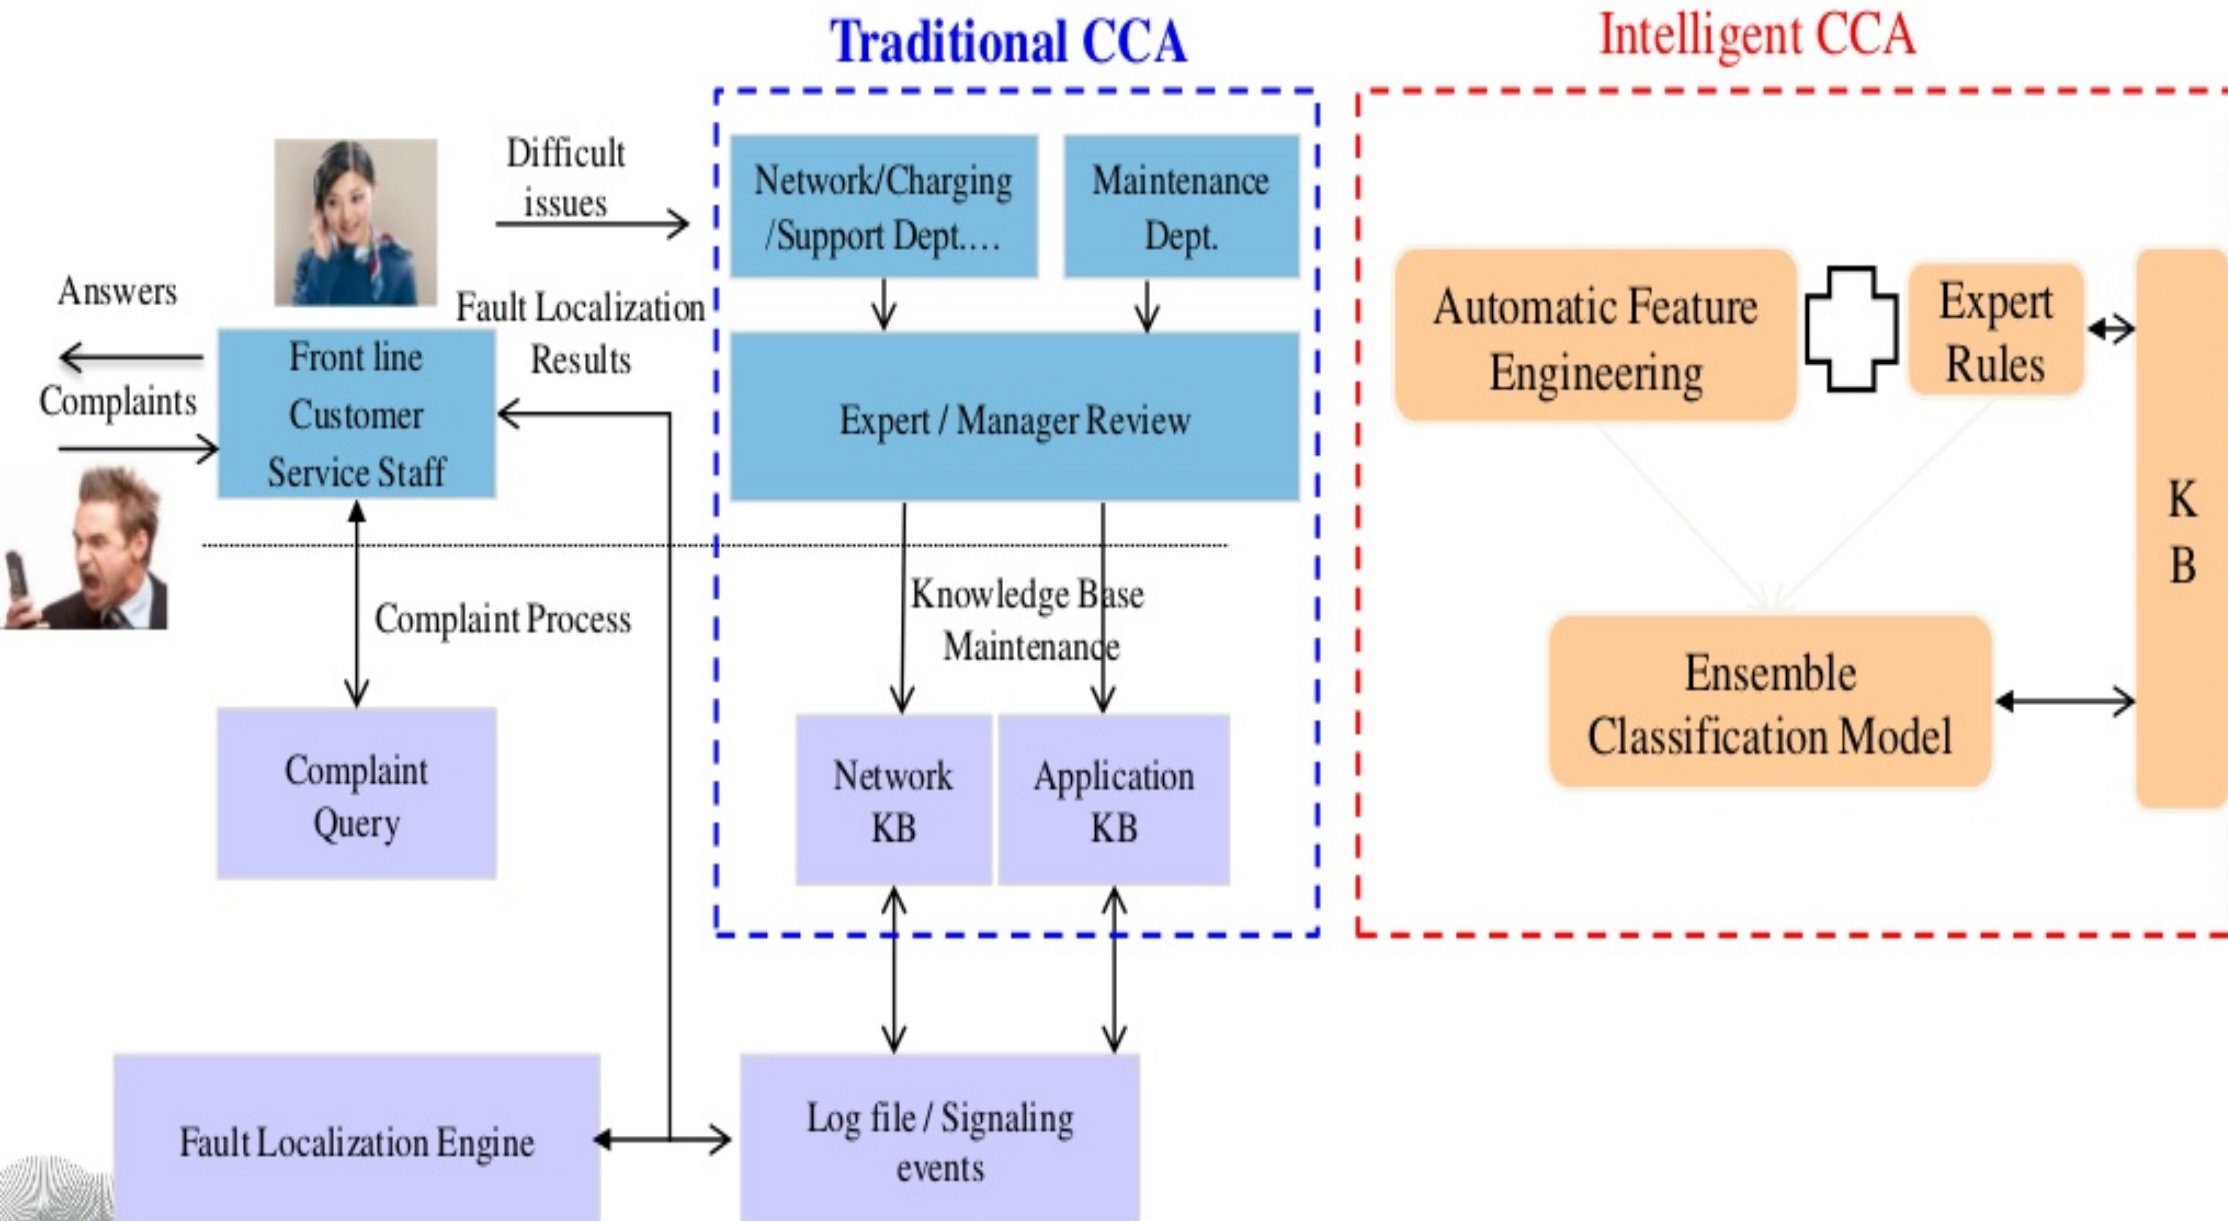 Traditional CCA
Intelligent CCA
Difficult
issues
Answers
Complaints
Front line
Customer
Service Staff
Fault Localization
Results
Complaint Process
Complaint
Query
Network/Charging
/Support Dept....
Maintenance
Dept.
Expert / Manager Review
Knowledge Base
Maintenance
Network
KB
Application
KB
Fault Localization Engine
Log file / Signaling
events
Automatic Feature
Engineering
Expert
Rules
K
B
Ensemble
Classification Model